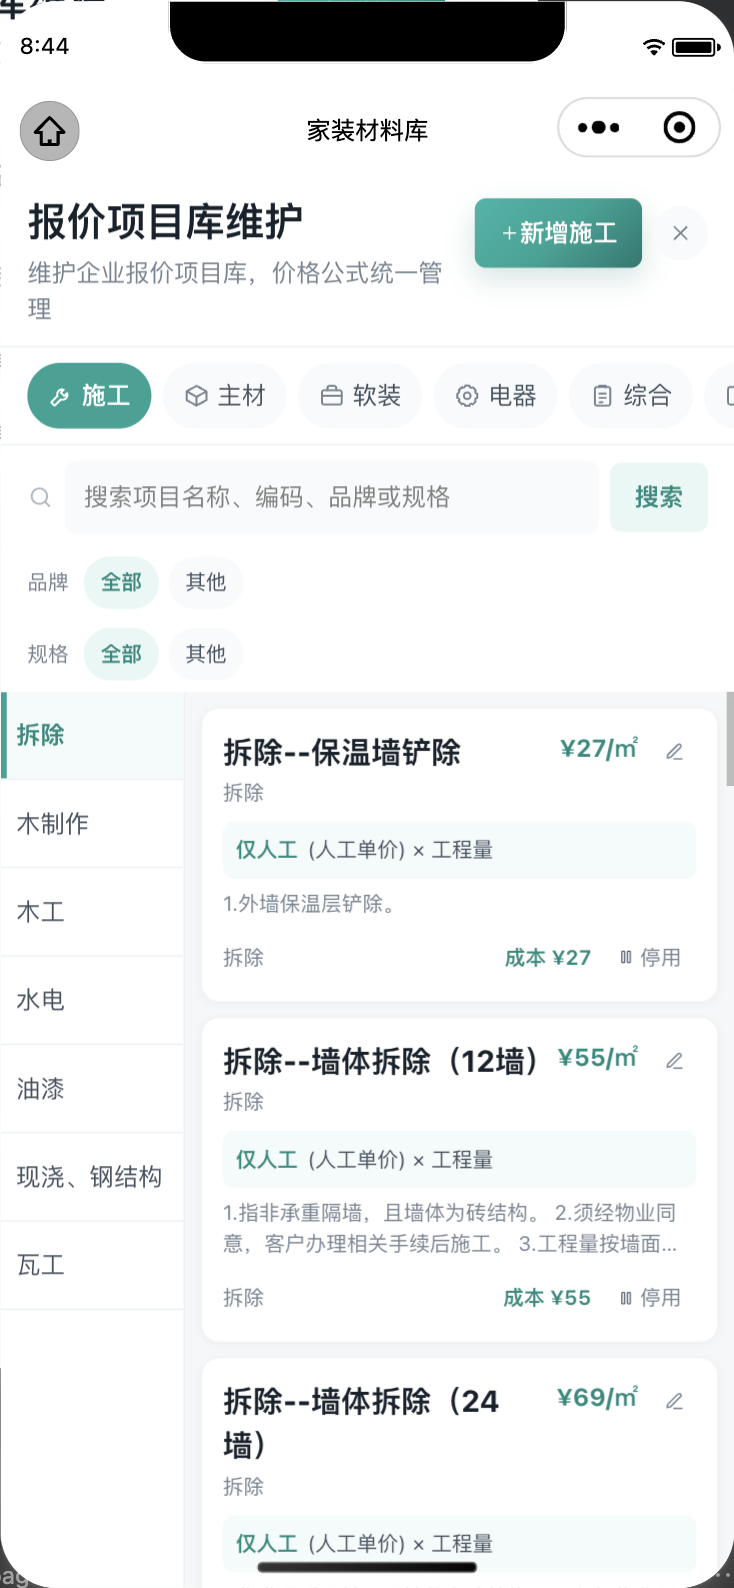 8:44
家装材料库
报价项目库维护
+新增施工
维护企业报价项目库，价格公式统一管
理
施工 主材 软装 电器 综合
搜索项目名称、编码、品牌或规格 搜索
品牌 全部 其他
规格 全部 其他
拆除
木制作
木工
水电
油漆
现浇、钢结构
瓦工
拆除--保温墙铲除 ¥27/㎡
拆除
仅人工 (人工单价) × 工程量
1.外墙保温层铲除。
拆除 成本 ¥27 停用
拆除--墙体拆除（12墙） ¥55/㎡
拆除
仅人工 (人工单价) × 工程量
1.指非承重隔墙，且墙体为砖结构。 2.须经物业同
意，客户办理相关手续后施工。 3.工程量按墙面...
拆除 成本 ¥55 停用
拆除--墙体拆除（24 ¥69/㎡
墙）
拆除
仅人工 (人工单价) × 工程量